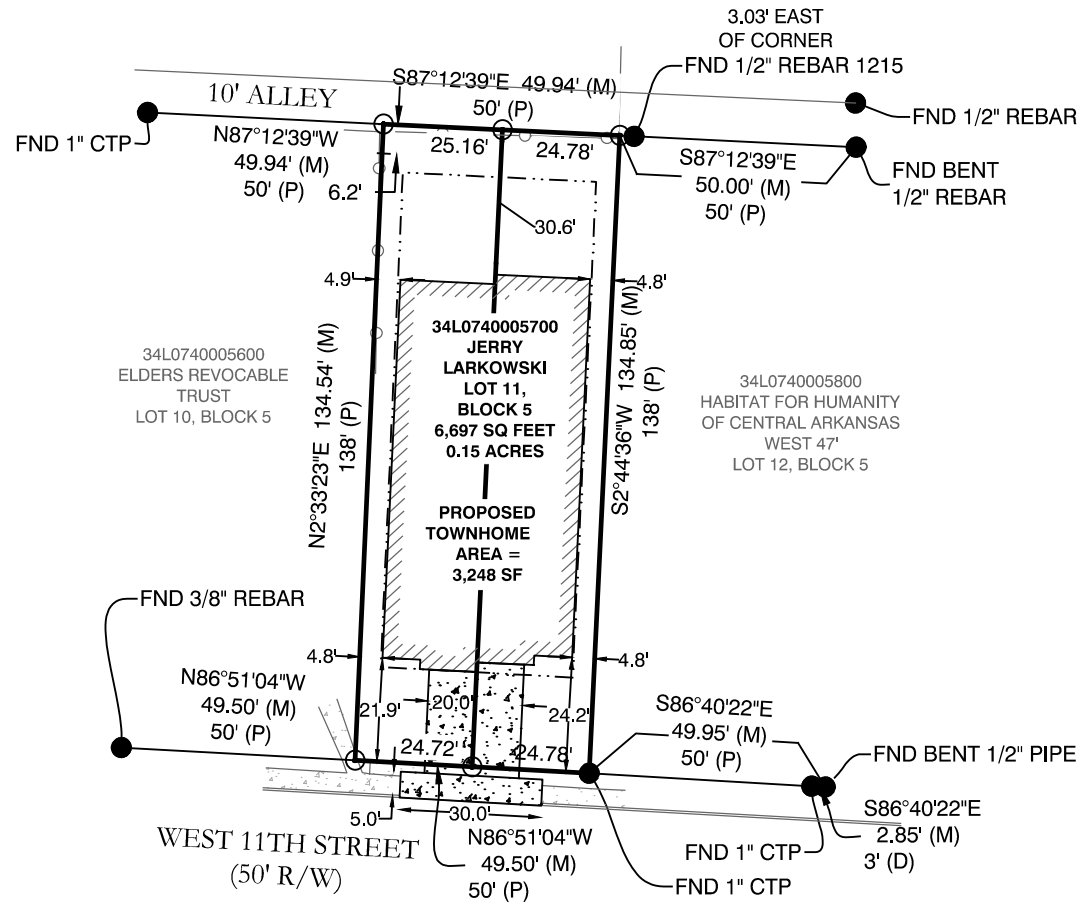 3.03' EAST
OF CORNER
FND 1/2" REBAR 1215
S87°12'39"E 49.94' (M)
50' (P)
10' ALLEY
FND 1/2" REBAR
FND 1" CTP
N87°12'39"W
49.94' (M)
50' (P)
25.16'
24.78'
S87°12'39"E
50.00' (M)
50' (P)
FND BENT
1/2" REBAR
6.2'
30.6'
4.9'
4.8'
34L0740005700
JERRY
LARKOWSKI
LOT 11,
BLOCK 5
6,697 SQ FEET
0.15 ACRES
34L0740005600
ELDERS REVOCABLE
TRUST
LOT 10, BLOCK 5
N2°33'23"E 134.54' (M)
138' (P)
S2°44'36"W 134.85' (M)
138' (P)
34L0740005800
HABITAT FOR HUMANITY
OF CENTRAL ARKANSAS
WEST 47'
LOT 12, BLOCK 5
PROPOSED
TOWNHOME
AREA =
3,248 SF
FND 3/8" REBAR
4.8'
4.8'
N86°51'04"W
49.50' (M)
50' (P)
21.9'
20.0'
24.2'
S86°40'22"E
49.95' (M)
50' (P)
24.72'
24.78'
FND BENT 1/2" PIPE
S86°40'22"E
2.85' (M)
3' (D)
5.0'
30.0'
WEST 11TH STREET
(50' R/W)
N86°51'04"W
49.50' (M)
50' (P)
FND 1" CTP
FND 1" CTP